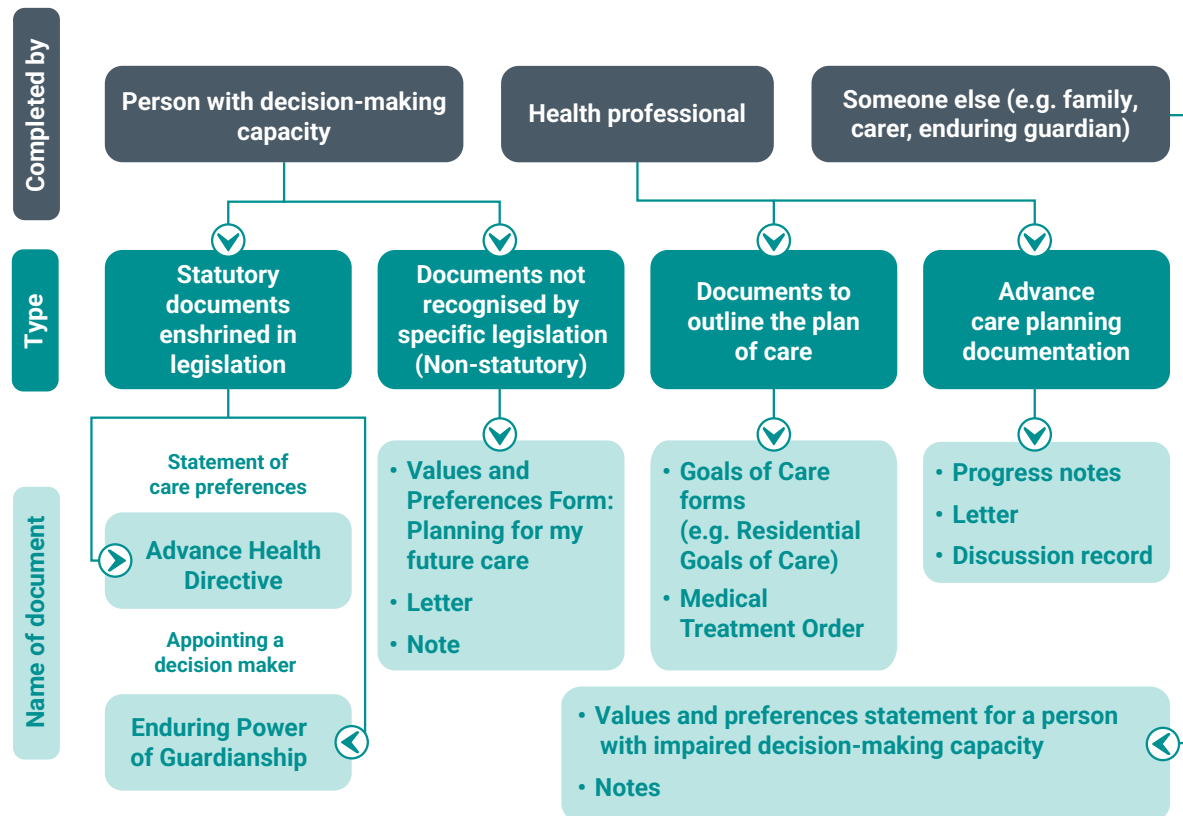 Completed by
Person with decision-making
capacity
Health professional
Someone else (e.g. family,
carer, enduring guardian)
Type
Statutory
documents
enshrined in
legislation
Documents not
recognised by
specific legislation
(Non-statutory)
Documents to
outline the plan
of care
Advance
care planning
documentation
Name of document
Statement of
care preferences
Advance Health
Directive
Appointing a
decision maker
Enduring Power
of Guardianship
• Values and
Preferences Form:
Planning for my
future care
• Letter
• Note
• Goals of Care
forms
(e.g. Residential
Goals of Care)
• Medical
Treatment Order
• Progress notes
• Letter
• Discussion record
• Values and preferences statement for a person
with impaired decision-making capacity
• Notes